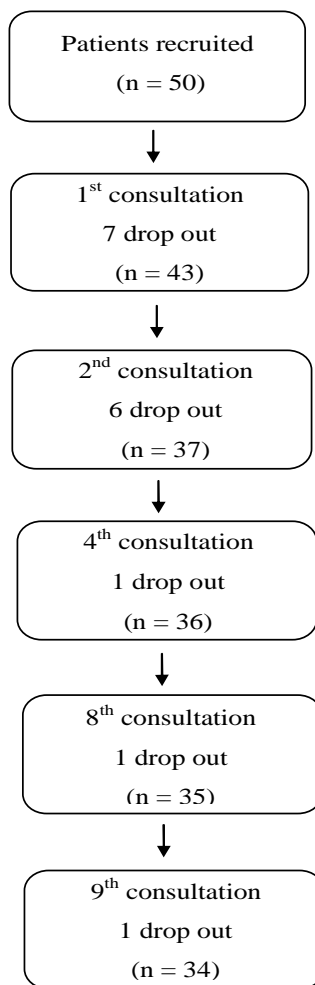 Patients recruited
(n = 50)
1st consultation
7 drop out
(n = 43)
2nd consultation
6 drop out
(n = 37)
4th consultation
1 drop out
(n = 36)
8th consultation
1 drop out
(n = 35)
9th consultation
1 drop out
(n = 34)